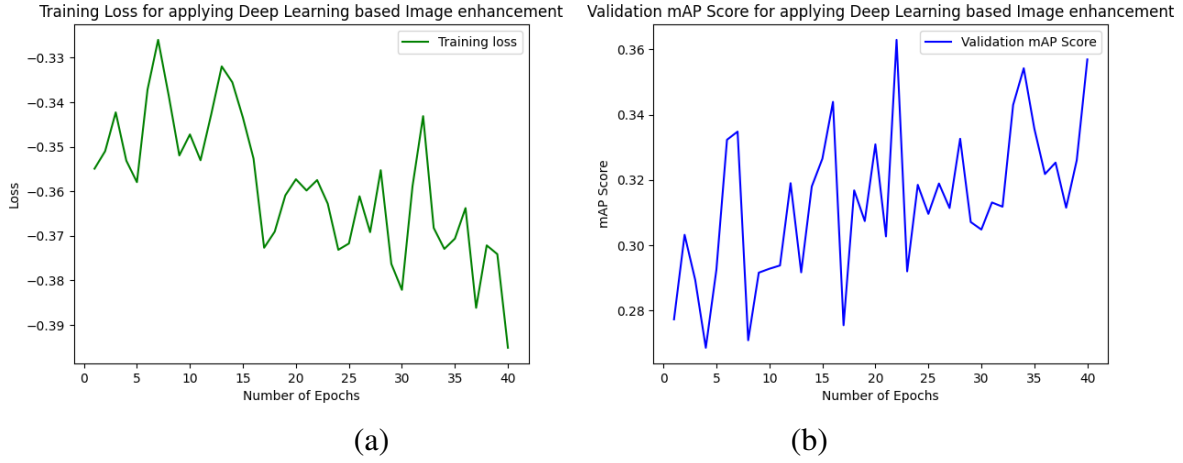 Training Loss for applying Deep Learning based Image enhancement
Training loss
−0.33
−0.34
−0.35
−0.36
−0.37
−0.38
−0.39
Loss
0 5 10 15 20 25 30 35 40
Number of Epochs
(a)
Validation mAP Score for applying Deep Learning based Image enhancement
Validation mAP Score
0.36
0.34
0.32
0.30
0.28
mAP Score
0 5 10 15 20 25 30 35 40
Number of Epochs
(b)